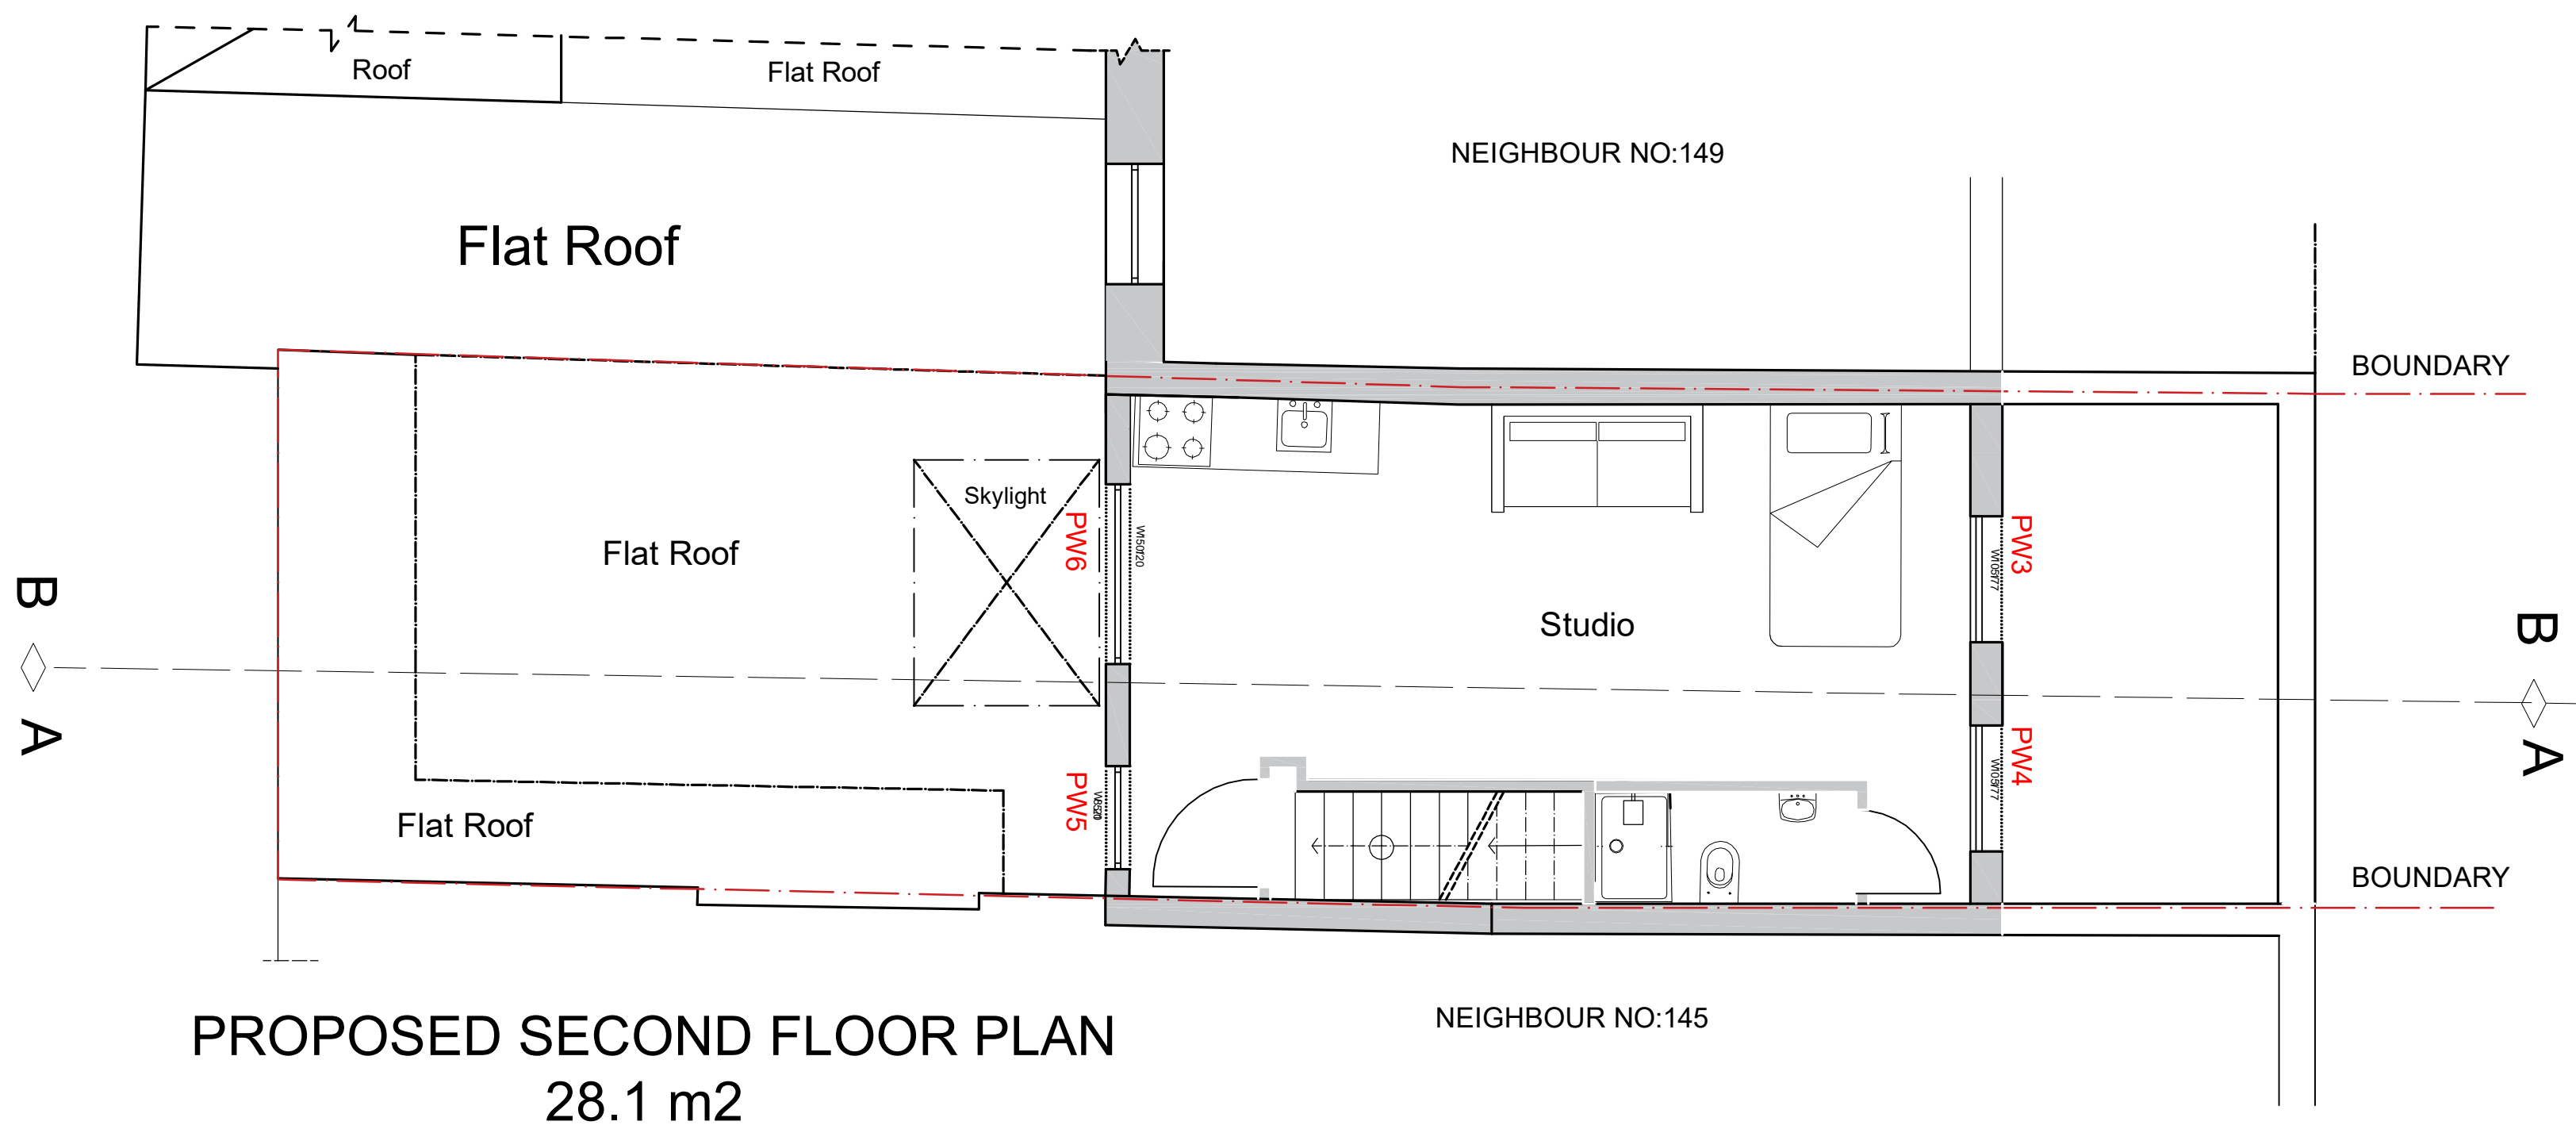 Roof
Flat Roof
NEIGHBOUR NO:149
Flat Roof
BOUNDARY
Skylight
PW6
PW3
Flat Roof
B
B
Studio
A
A
PW5
PW4
Flat Roof
BOUNDARY
PROPOSED SECOND FLOOR PLAN
28.1 m2
NEIGHBOUR NO:145